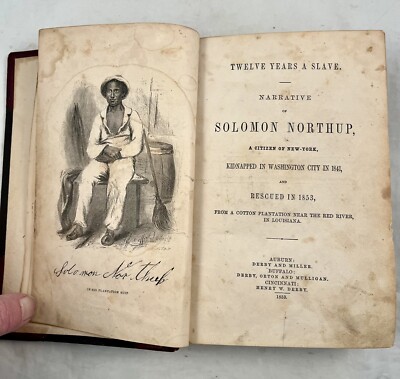 Solomon Northup
IN HIS PLANTATION SUIT
TWELVE YEARS A SLAVE.
NARRATIVE
OF
SOLOMON NORTHUP,
A CITIZEN OF NEW-YORK,
KIDNAPPED IN WASHINGTON CITY IN 1841,
AND
RESCUED IN 1853,
FROM A COTTON PLANTATION NEAR THE RED RIVER,
IN LOUISIANA.
AUBURN:
DERBY AND MILLER.
BUFFALO:
DERBY, ORTON AND MULLIGAN.
CINCINNATI:
HENRY W. DERBY.
1853.